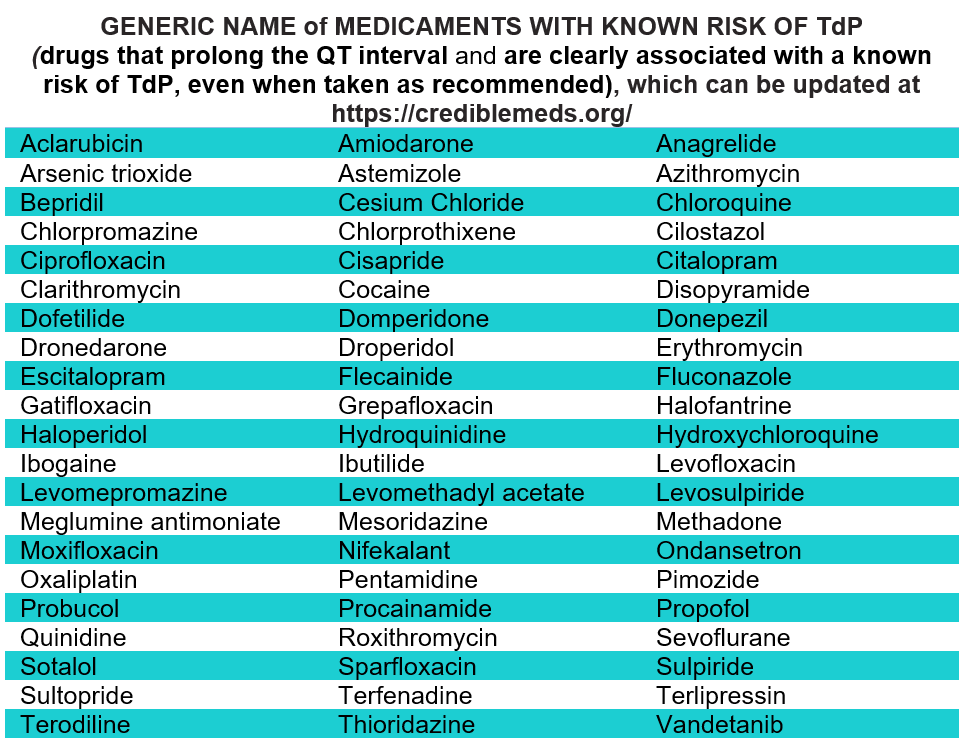 GENERIC NAME of MEDICAMENTS WITH KNOWN RISK OF TdP
(drugs that prolong the QT interval and are clearly associated with a known
risk of TdP, even when taken as recommended), which can be updated at
https://crediblemeds.org/
Aclarubicin Amiodarone Anagrelide
Arsenic trioxide Astemizole Azithromycin
Bepridil Cesium Chloride Chloroquine
Chlorpromazine Chlorprothixene Cilostazol
Ciprofloxacin Cisapride Citalopram
Clarithromycin Cocaine Disopyramide
Dofetilide Domperidone Donepezil
Dronedarone Droperidol Erythromycin
Escitalopram Flecainide Fluconazole
Gatifloxacin Grepafloxacin Halofantrine
Haloperidol Hydroquinidine Hydroxychloroquine
Ibogaine Ibutilide Levofloxacin
Levomepromazine Levomethadyl acetate Levosulpiride
Meglumine antimoniate Mesoridazine Methadone
Moxifloxacin Nifekalant Ondansetron
Oxaliplatin Pentamidine Pimozide
Probucol Procainamide Propofol
Quinidine Roxithromycin Sevoflurane
Sotalol Sparfloxacin Sulpiride
Sultopride Terfenadine Terlipressin
Terodiline Thioridazine Vandetanib